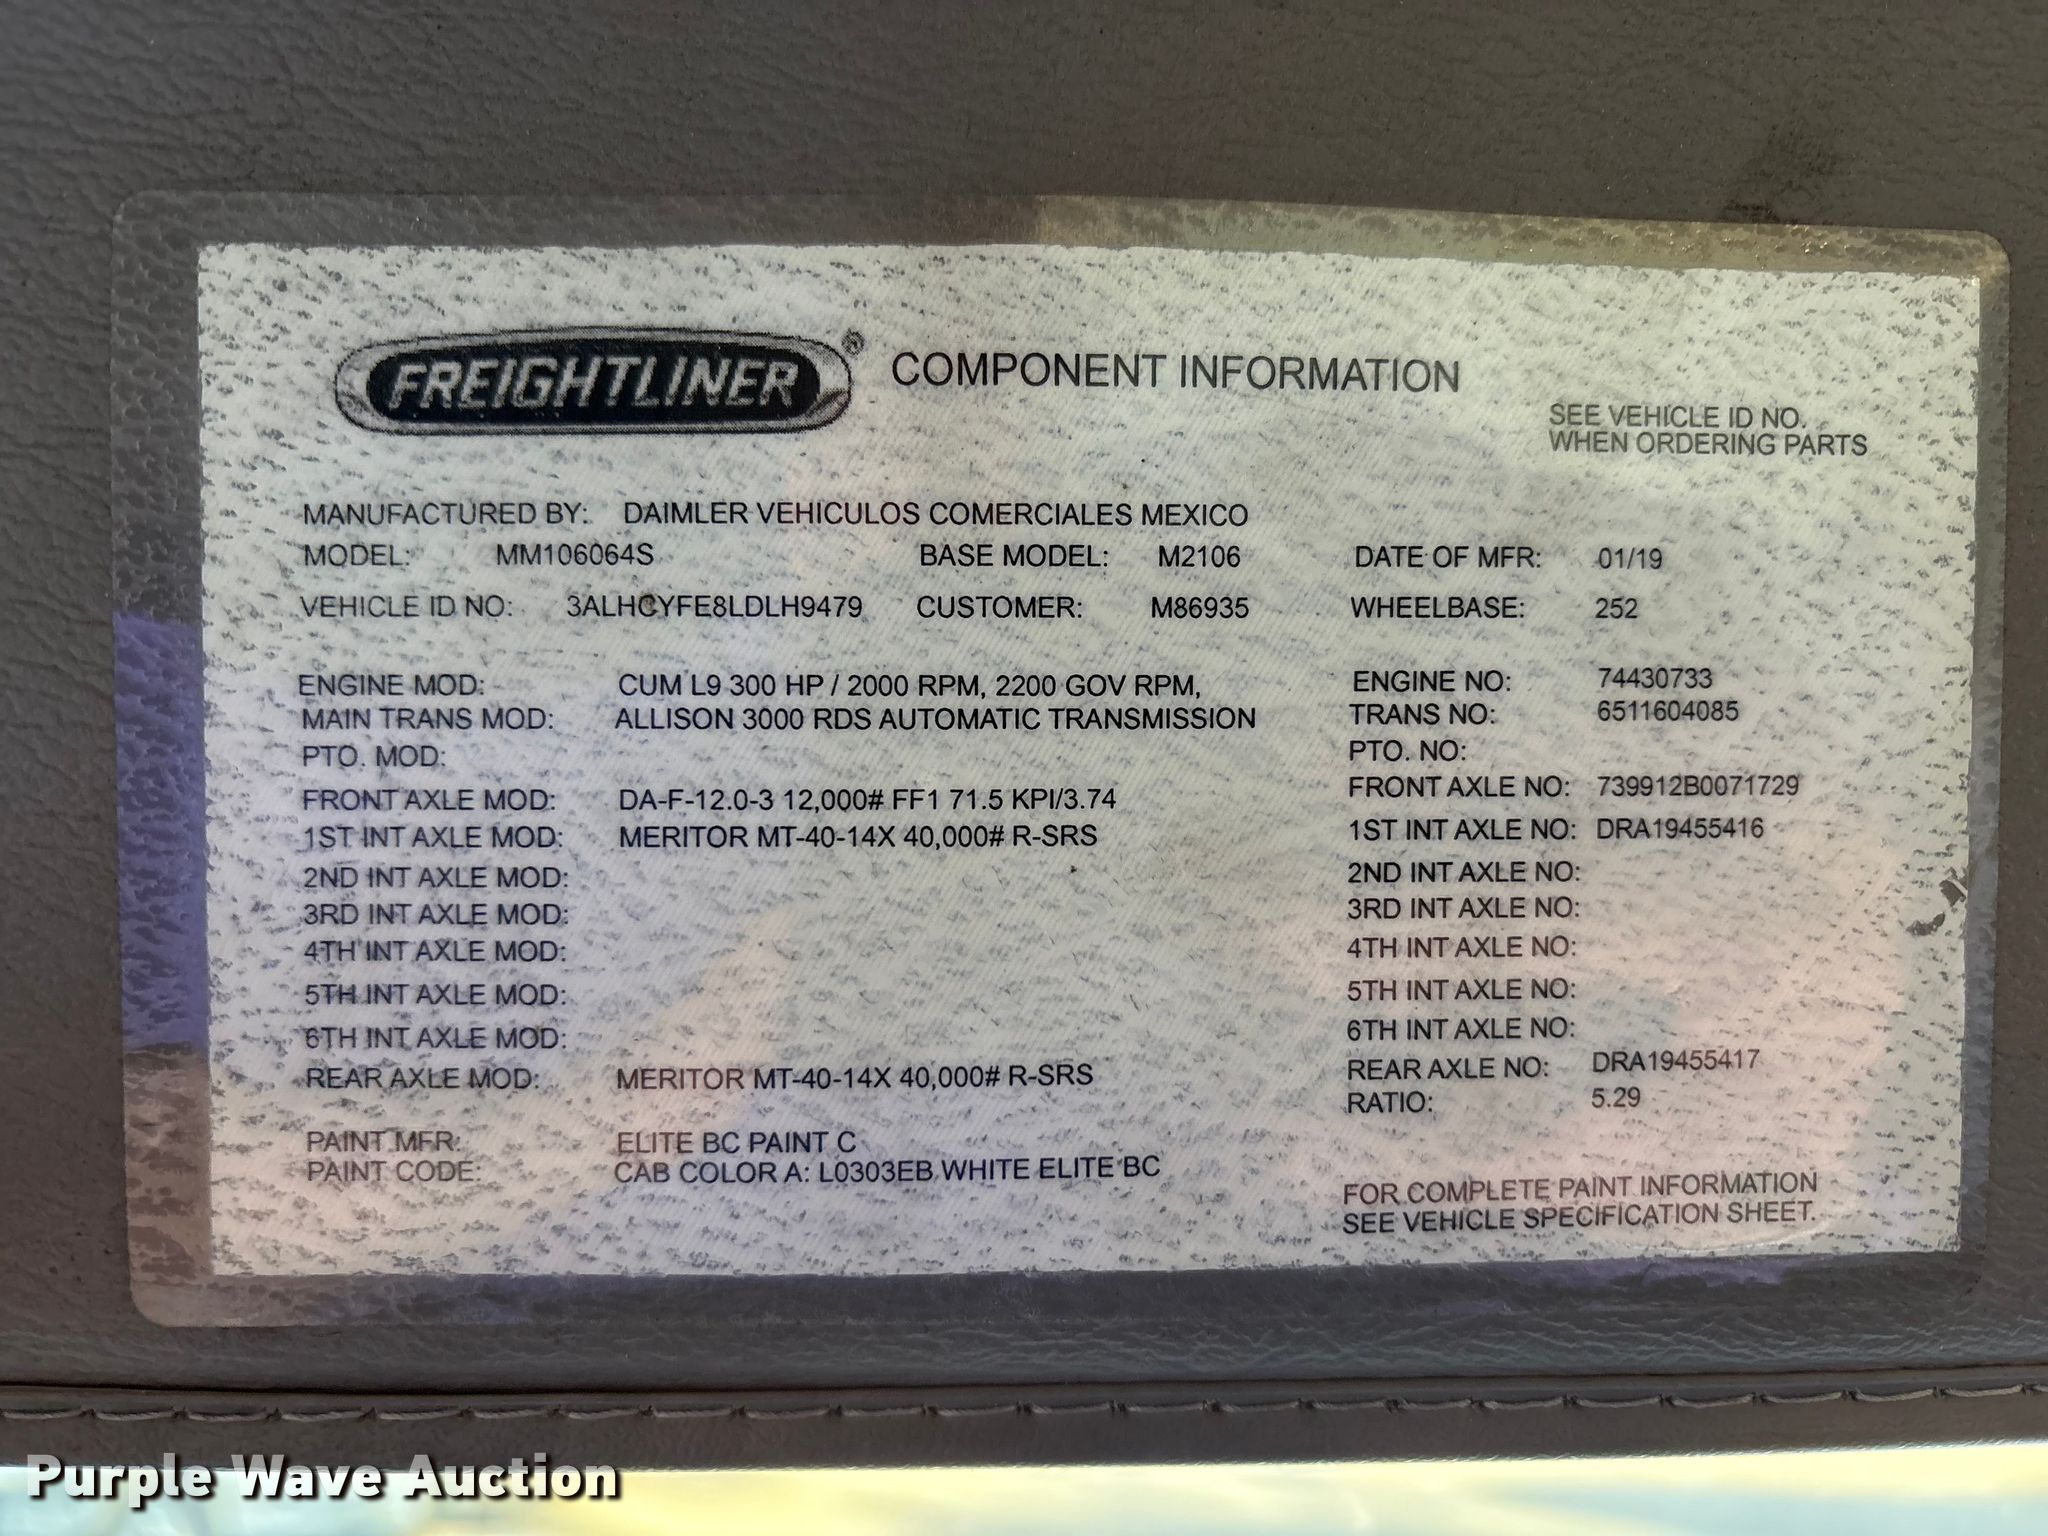 FREIGHTLINER® COMPONENT INFORMATION
SEE VEHICLE ID NO.
WHEN ORDERING PARTS
MANUFACTURED BY: DAIMLER VEHICULOS COMERCIALES MEXICO
MODEL: MM106064S BASE MODEL: M2106 DATE OF MFR: 01/19
VEHICLE ID NO: 3ALHCYFE8LDLH9479 CUSTOMER: M86935 WHEELBASE: 252
ENGINE MOD: CUM L9 300 HP / 2000 RPM, 2200 GOV RPM, ENGINE NO: 74430733
MAIN TRANS MOD: ALLISON 3000 RDS AUTOMATIC TRANSMISSION TRANS NO: 6511604085
PTO. MOD: PTO. NO:
FRONT AXLE MOD: DA-F-12.0-3 12,000# FF1 71.5 KPI/3.74 FRONT AXLE NO: 739912B0071729
1ST INT AXLE MOD: MERITOR MT-40-14X 40,000# R-SRS 1ST INT AXLE NO: DRA19455416
2ND INT AXLE MOD: 2ND INT AXLE NO:
3RD INT AXLE MOD: 3RD INT AXLE NO:
4TH INT AXLE MOD: 4TH INT AXLE NO:
5TH INT AXLE MOD: 5TH INT AXLE NO:
6TH INT AXLE MOD: 6TH INT AXLE NO:
REAR AXLE MOD: MERITOR MT-40-14X 40,000# R-SRS REAR AXLE NO: DRA19455417
RATIO: 5.29
PAINT MFR: ELITE BC PAINT C
PAINT CODE: CAB COLOR A: L0303EB WHITE ELITE BC
FOR COMPLETE PAINT INFORMATION
SEE VEHICLE SPECIFICATION SHEET.
Purple Wave Auction